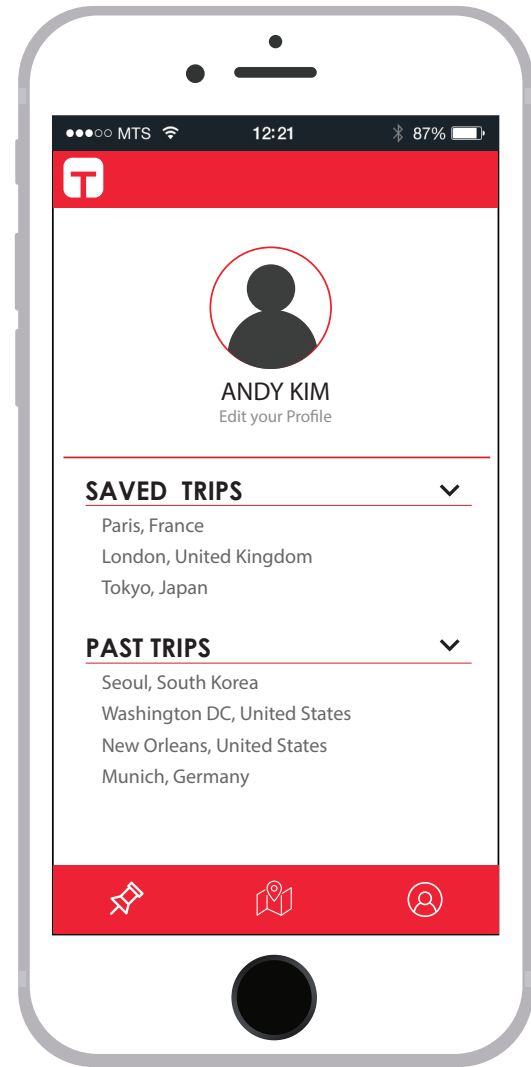 MTS 12:21 87%
T
ANDY KIM
Edit your Profile
SAVED TRIPS
Paris, France
London, United Kingdom
Tokyo, Japan
PAST TRIPS
Seoul, South Korea
Washington DC, United States
New Orleans, United States
Munich, Germany